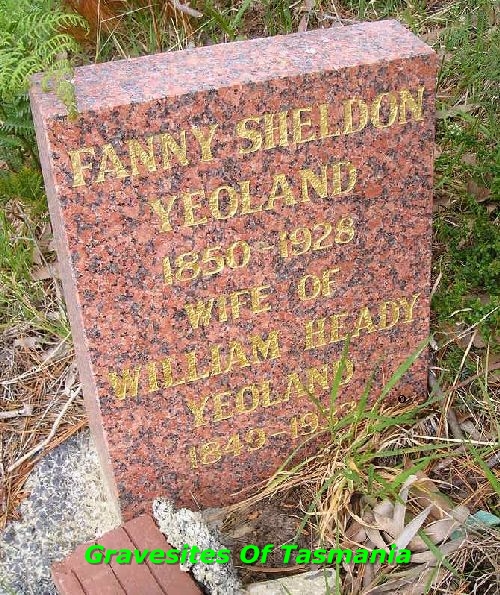 FANNY SHELDON
YEOLAND
1850-1928
WIFE OF
WILLIAM HEADY
YEOLAND
Gravesites Of Tasmania